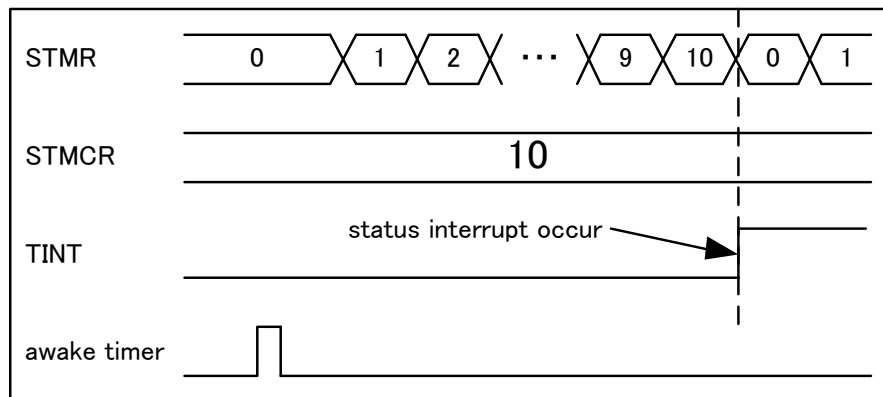 STMR 0 1 2 ··· 9 10 0 1
STMCR 10
status interrupt occur
TINT
awake timer